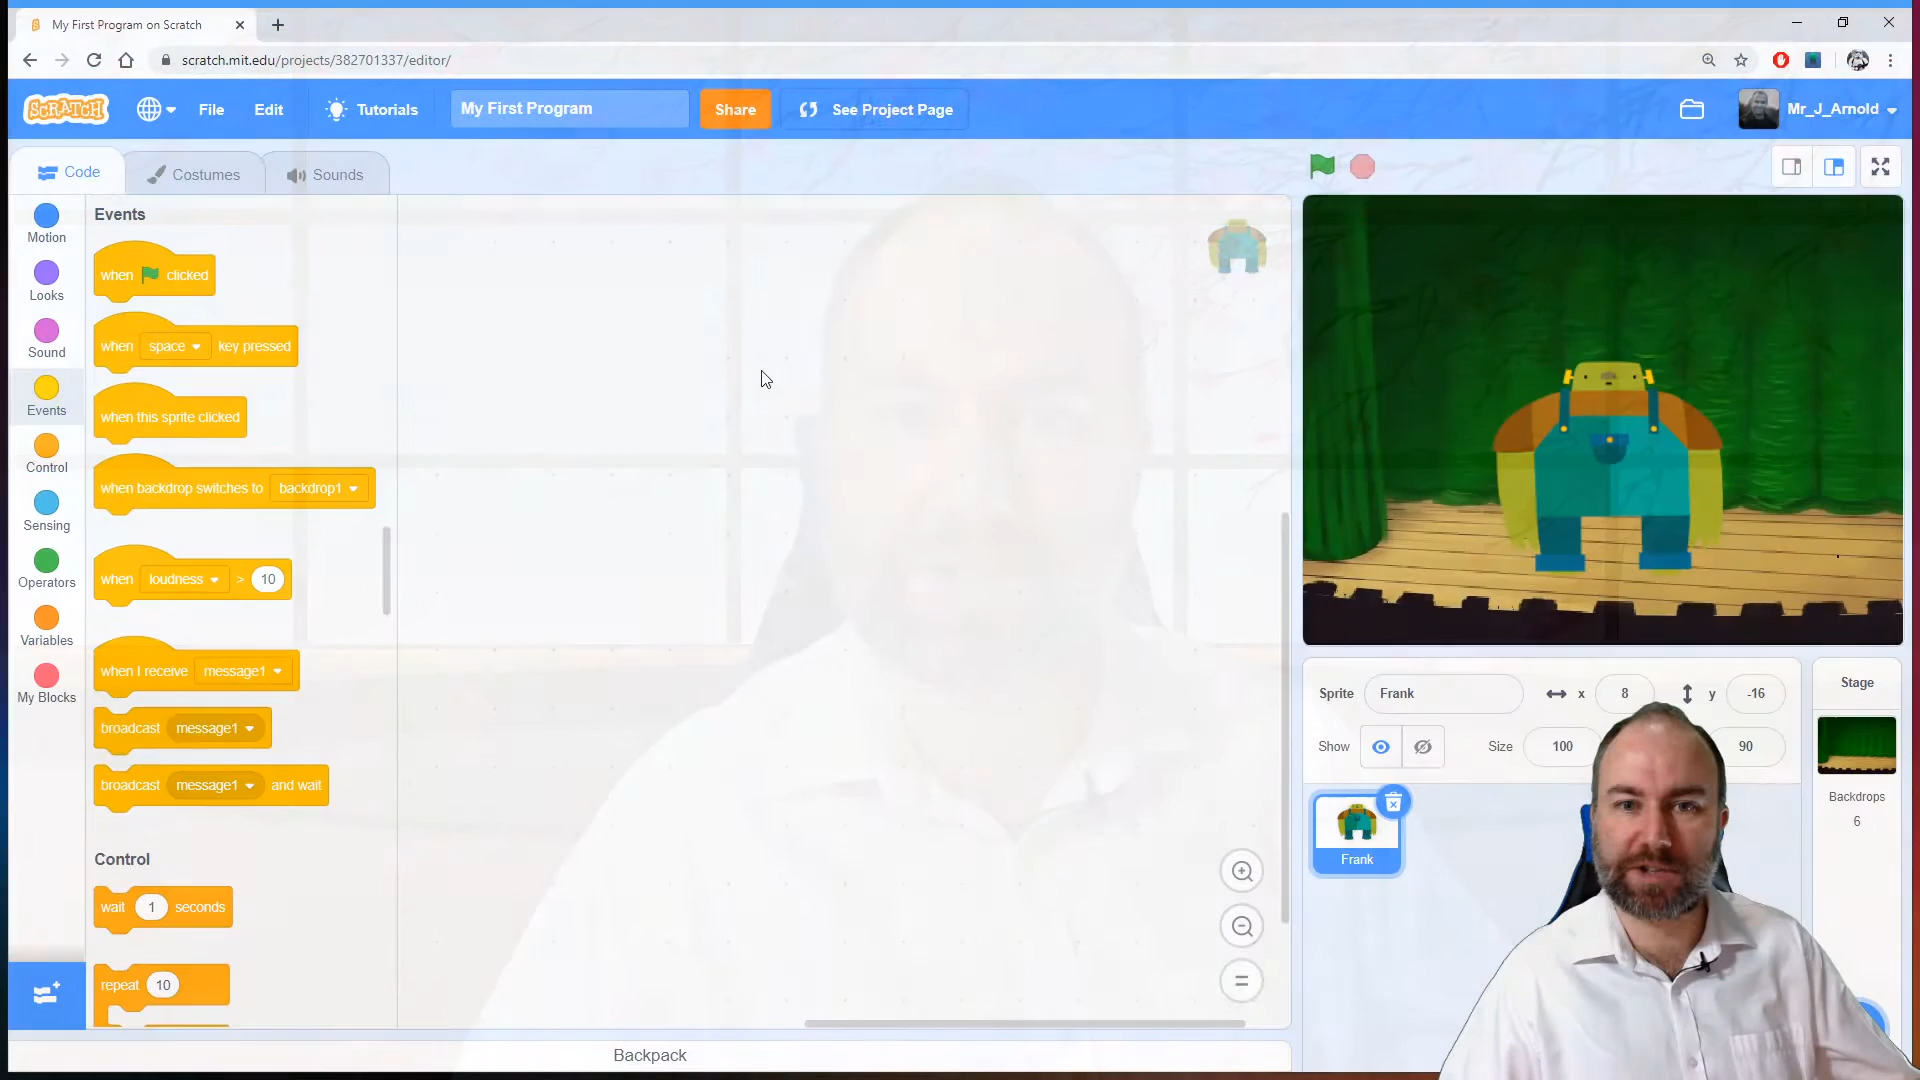 My First Program on Scratch
scratch.mit.edu/projects/382701337/editor/
SCRATCH
File
Edit
Tutorials
My First Program
Share
See Project Page
Mr_J_Arnold
Code
Costumes
Sounds
Motion
Looks
Sound
Events
Control
Sensing
Operators
Variables
My Blocks
Events
when clicked
when space key pressed
when this sprite clicked
when backdrop switches to backdrop1
when loudness > 10
when I receive message1
broadcast message1
broadcast message1 and wait
Control
wait 1 seconds
repeat 10
Backpack
Sprite Frank x 8 y -16
Show Size 100 90
Frank
Stage
Backdrops
6